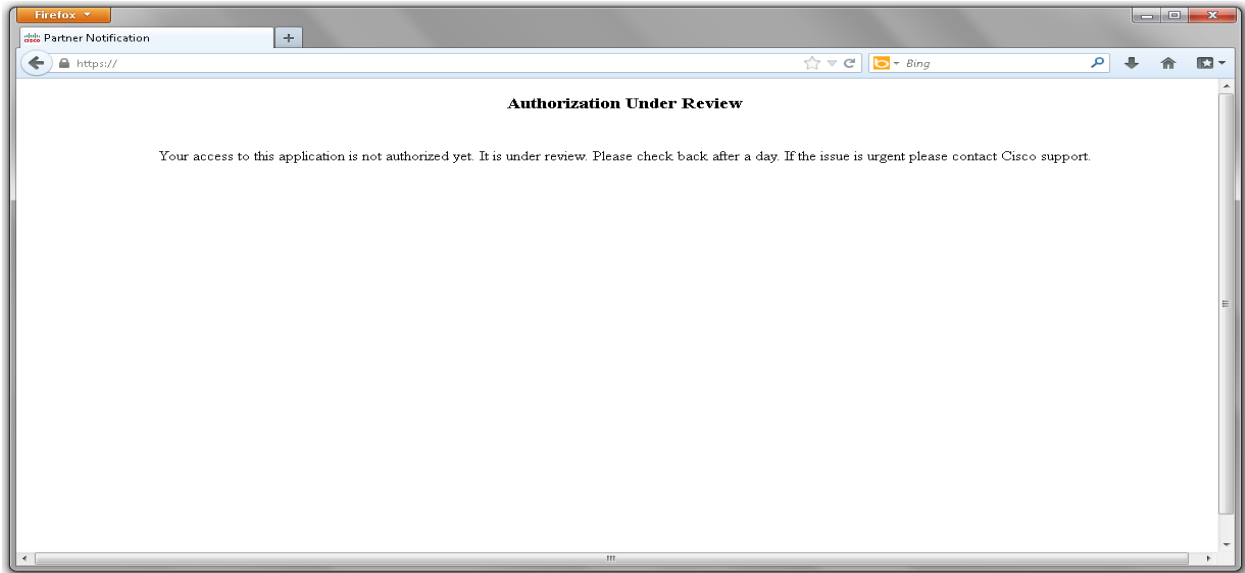 Firefox
cisco Partner Notification
https://
Bing
Authorization Under Review
Your access to this application is not authorized yet. It is under review. Please check back after a day. If the issue is urgent please contact Cisco support.